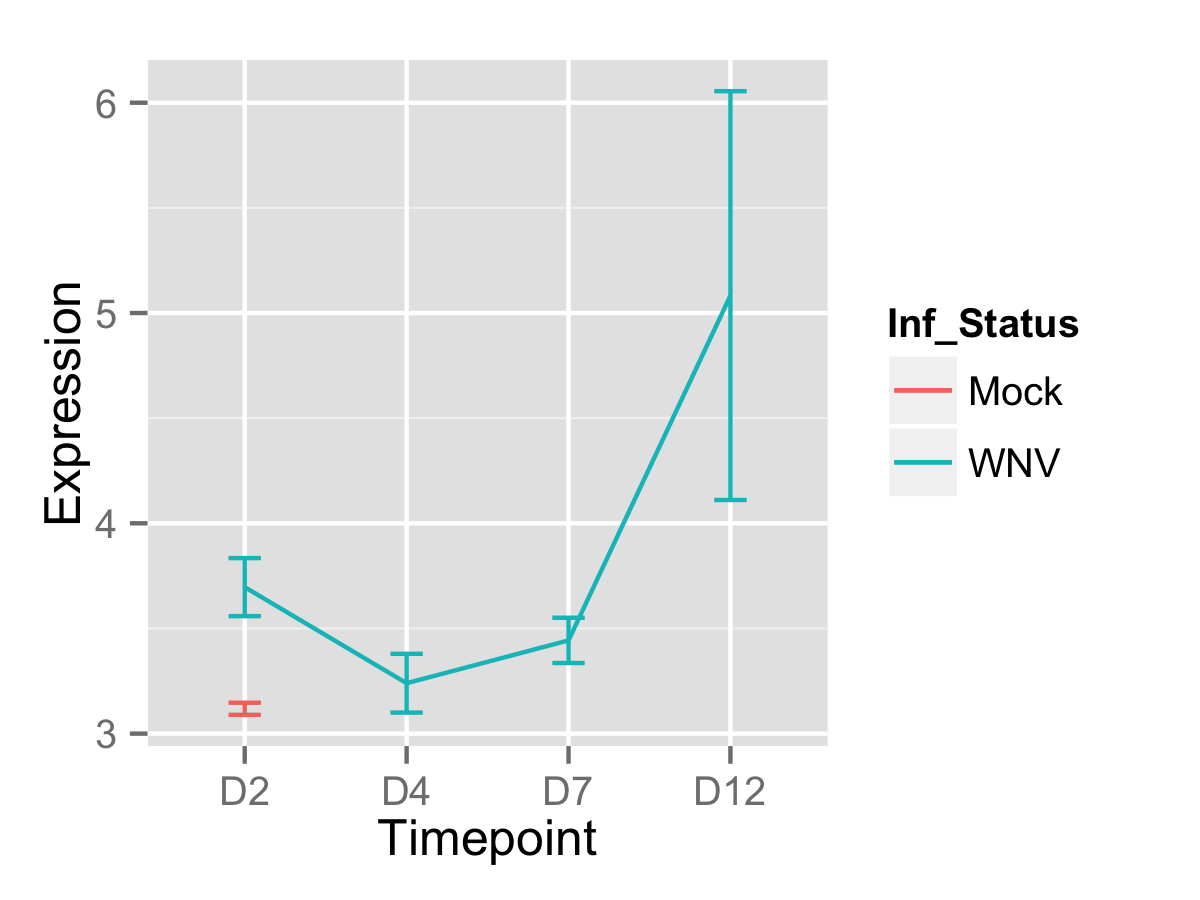 6
5
4
3
Expression
D2 D4 D7 D12
Timepoint
Inf_Status
Mock
WNV